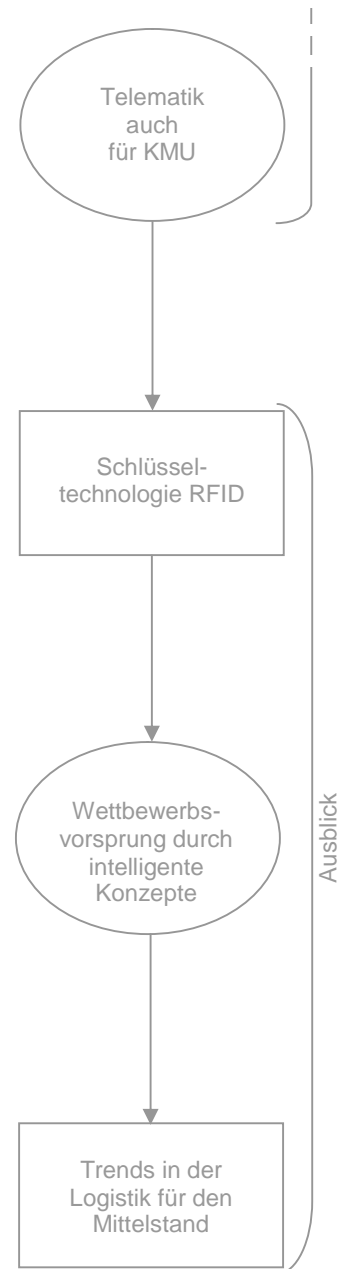 Telematik
auch
für KMU
Schlüssel-
technologie RFID
Wettbewerbs-
vorsprung durch
intelligente
Konzepte
Ausblick
Trends in der
Logistik für den
Mittelstand